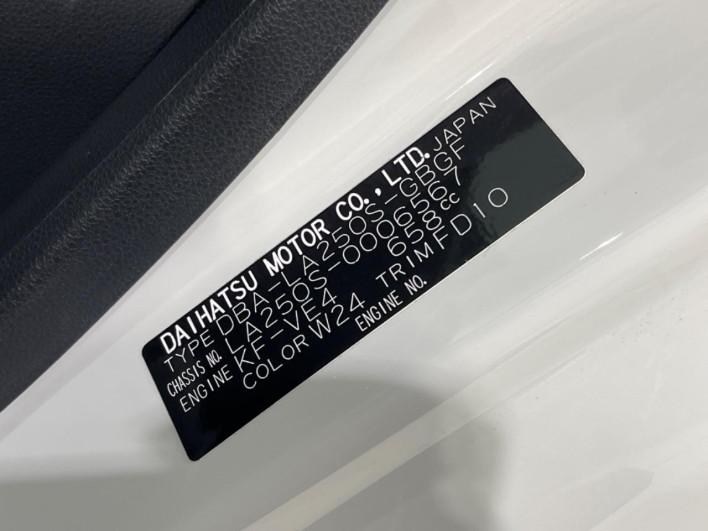 DAIHATSU MOTOR CO., LTD. JAPAN
TYPE DBA-LA250S-GBGF
CHASSIS NO. LA250S-0006567
ENGINE KF-VE4 658cc
COLOR W24 TRIM FD10
ENGINE NO.